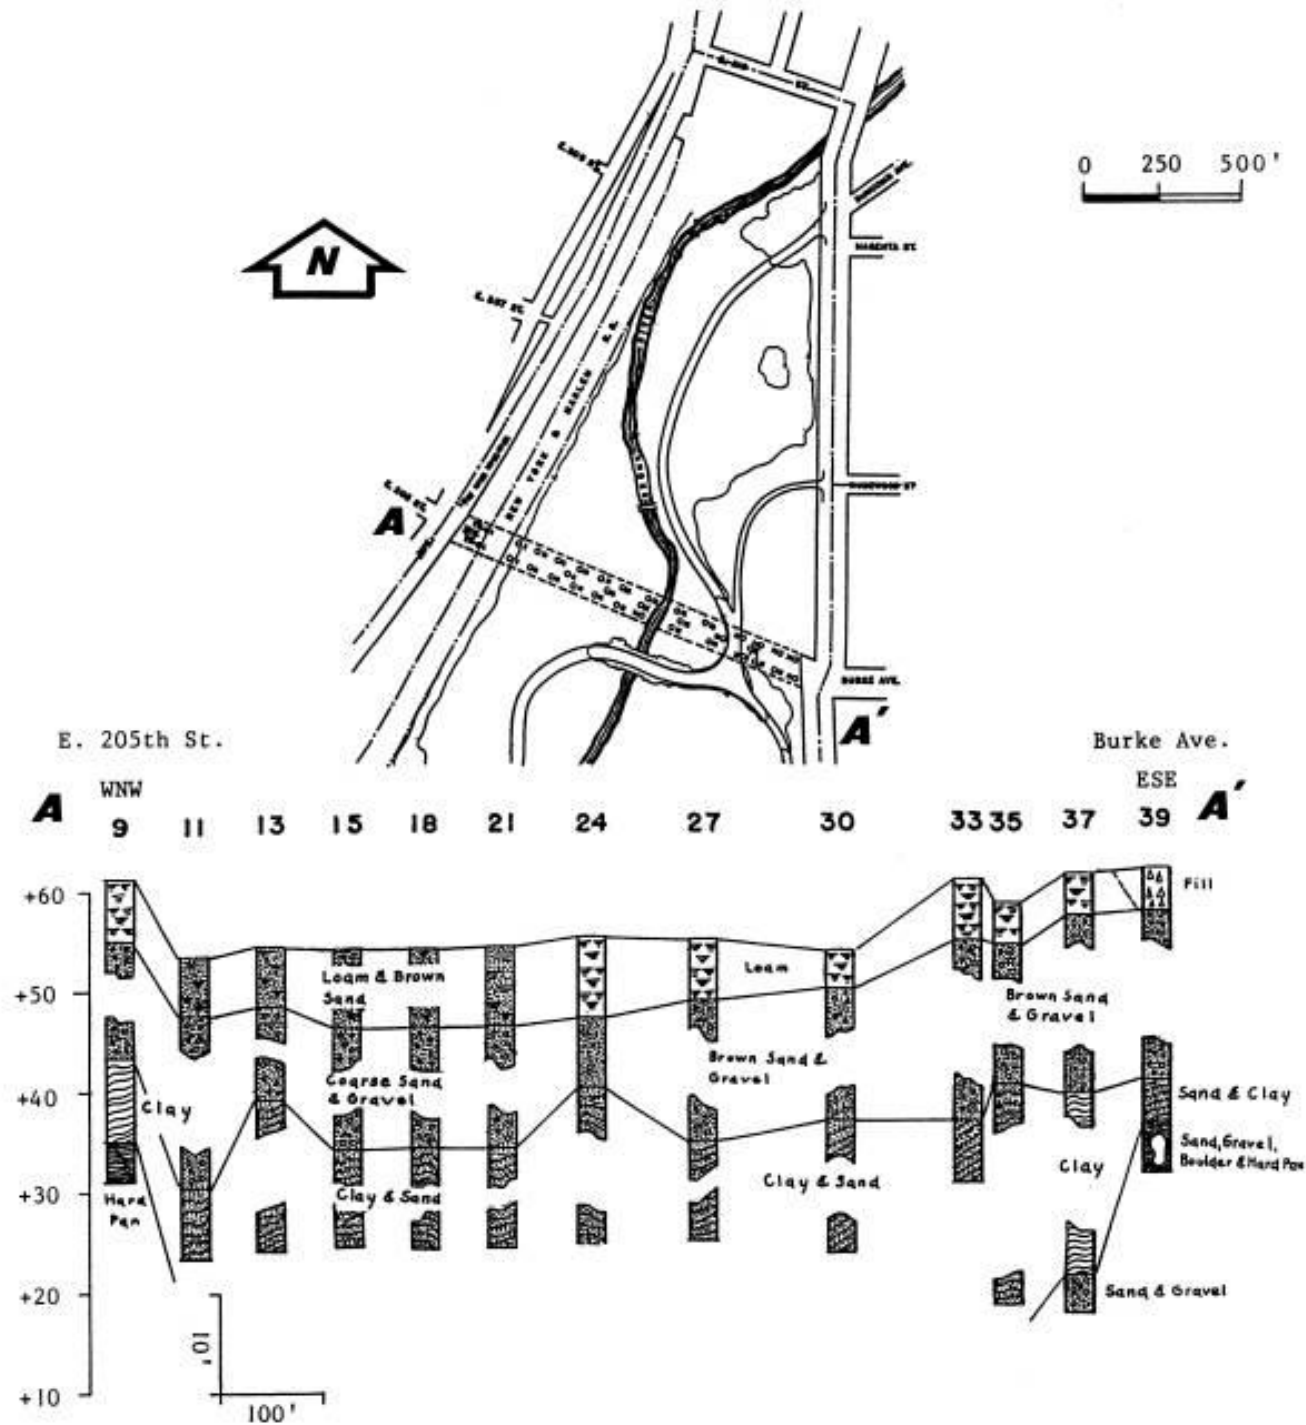 0 250 500'
N
MAGENTA ST.
E. 207 ST.
NEW YORK & HARLEM R. R.
A
BURKE AVE.
A'
E. 205th St.
Burke Ave.
WNW
ESE
A
A'
9 11 13 15 18 21 24 27 30 33 35 37 39
+60
Fill
Loam & Brown
Sand
Loam
+50
Brown Sand
& Gravel
Brown Sand &
Gravel
Coarse Sand
& Gravel
+40
Clay
Sand & Clay
Sand, Gravel,
Boulder & Hard Pan
Clay
Clay & Sand
Clay & Sand
+30
Hard
Pan
+20
Sand & Gravel
10'
+10
100'